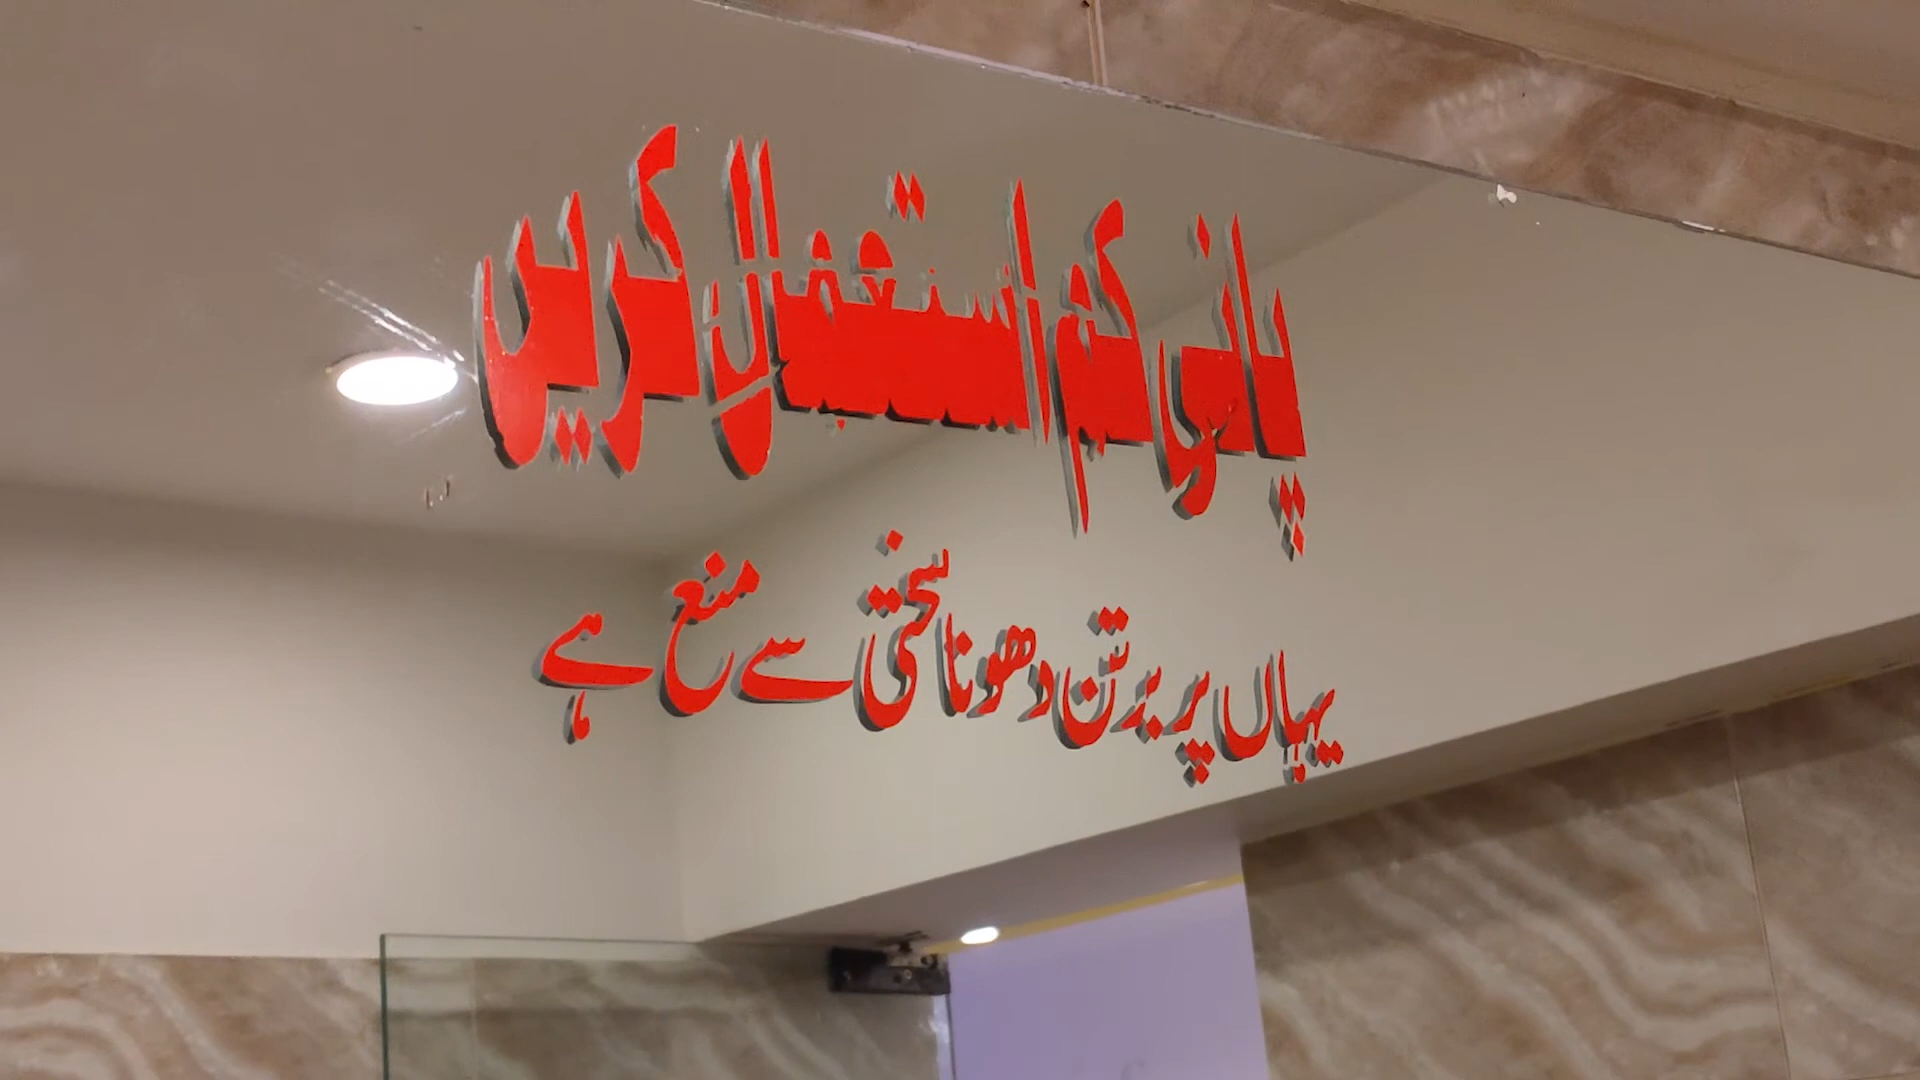 پانی کم استعمال کریں
یہاں پر برتن دھونا سختی سے منع ہے